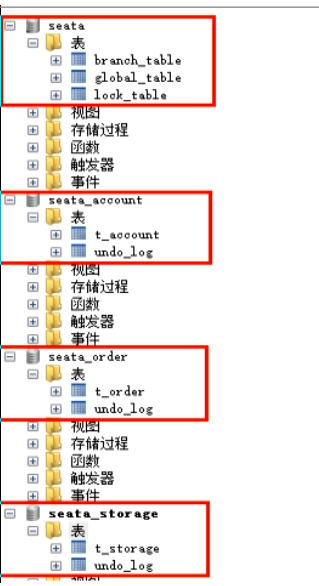 seata
表
branch_table
global_table
lock_table
视图
存储过程
函数
触发器
事件
seata_account
表
t_account
undo_log
视图
存储过程
函数
触发器
事件
seata_order
表
t_order
undo_log
视图
存储过程
函数
触发器
事件
seata_storage
表
t_storage
undo_log